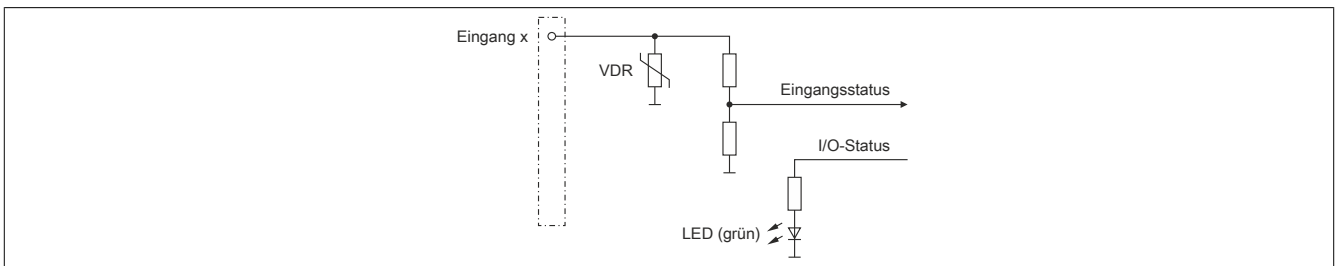 Eingang x
VDR
Eingangsstatus
I/O-Status
LED (grün)